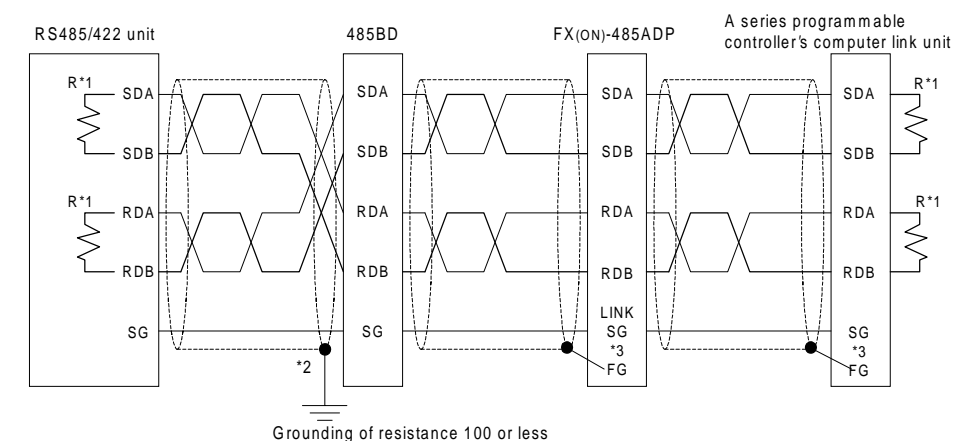 RS485/422 unit
485BD
FX(ON)-485ADP
A series programmable
controller's computer link unit
R*1
SDA
SDA
SDA
SDA
R*1
SDB
SDB
SDB
SDB
R*1
RDA
RDA
RDA
RDA
R*1
RDB
RDB
RDB
RDB
LINK
SG
SG
SG
SG
*2
*3
*3
FG
FG
Grounding of resistance 100 or less